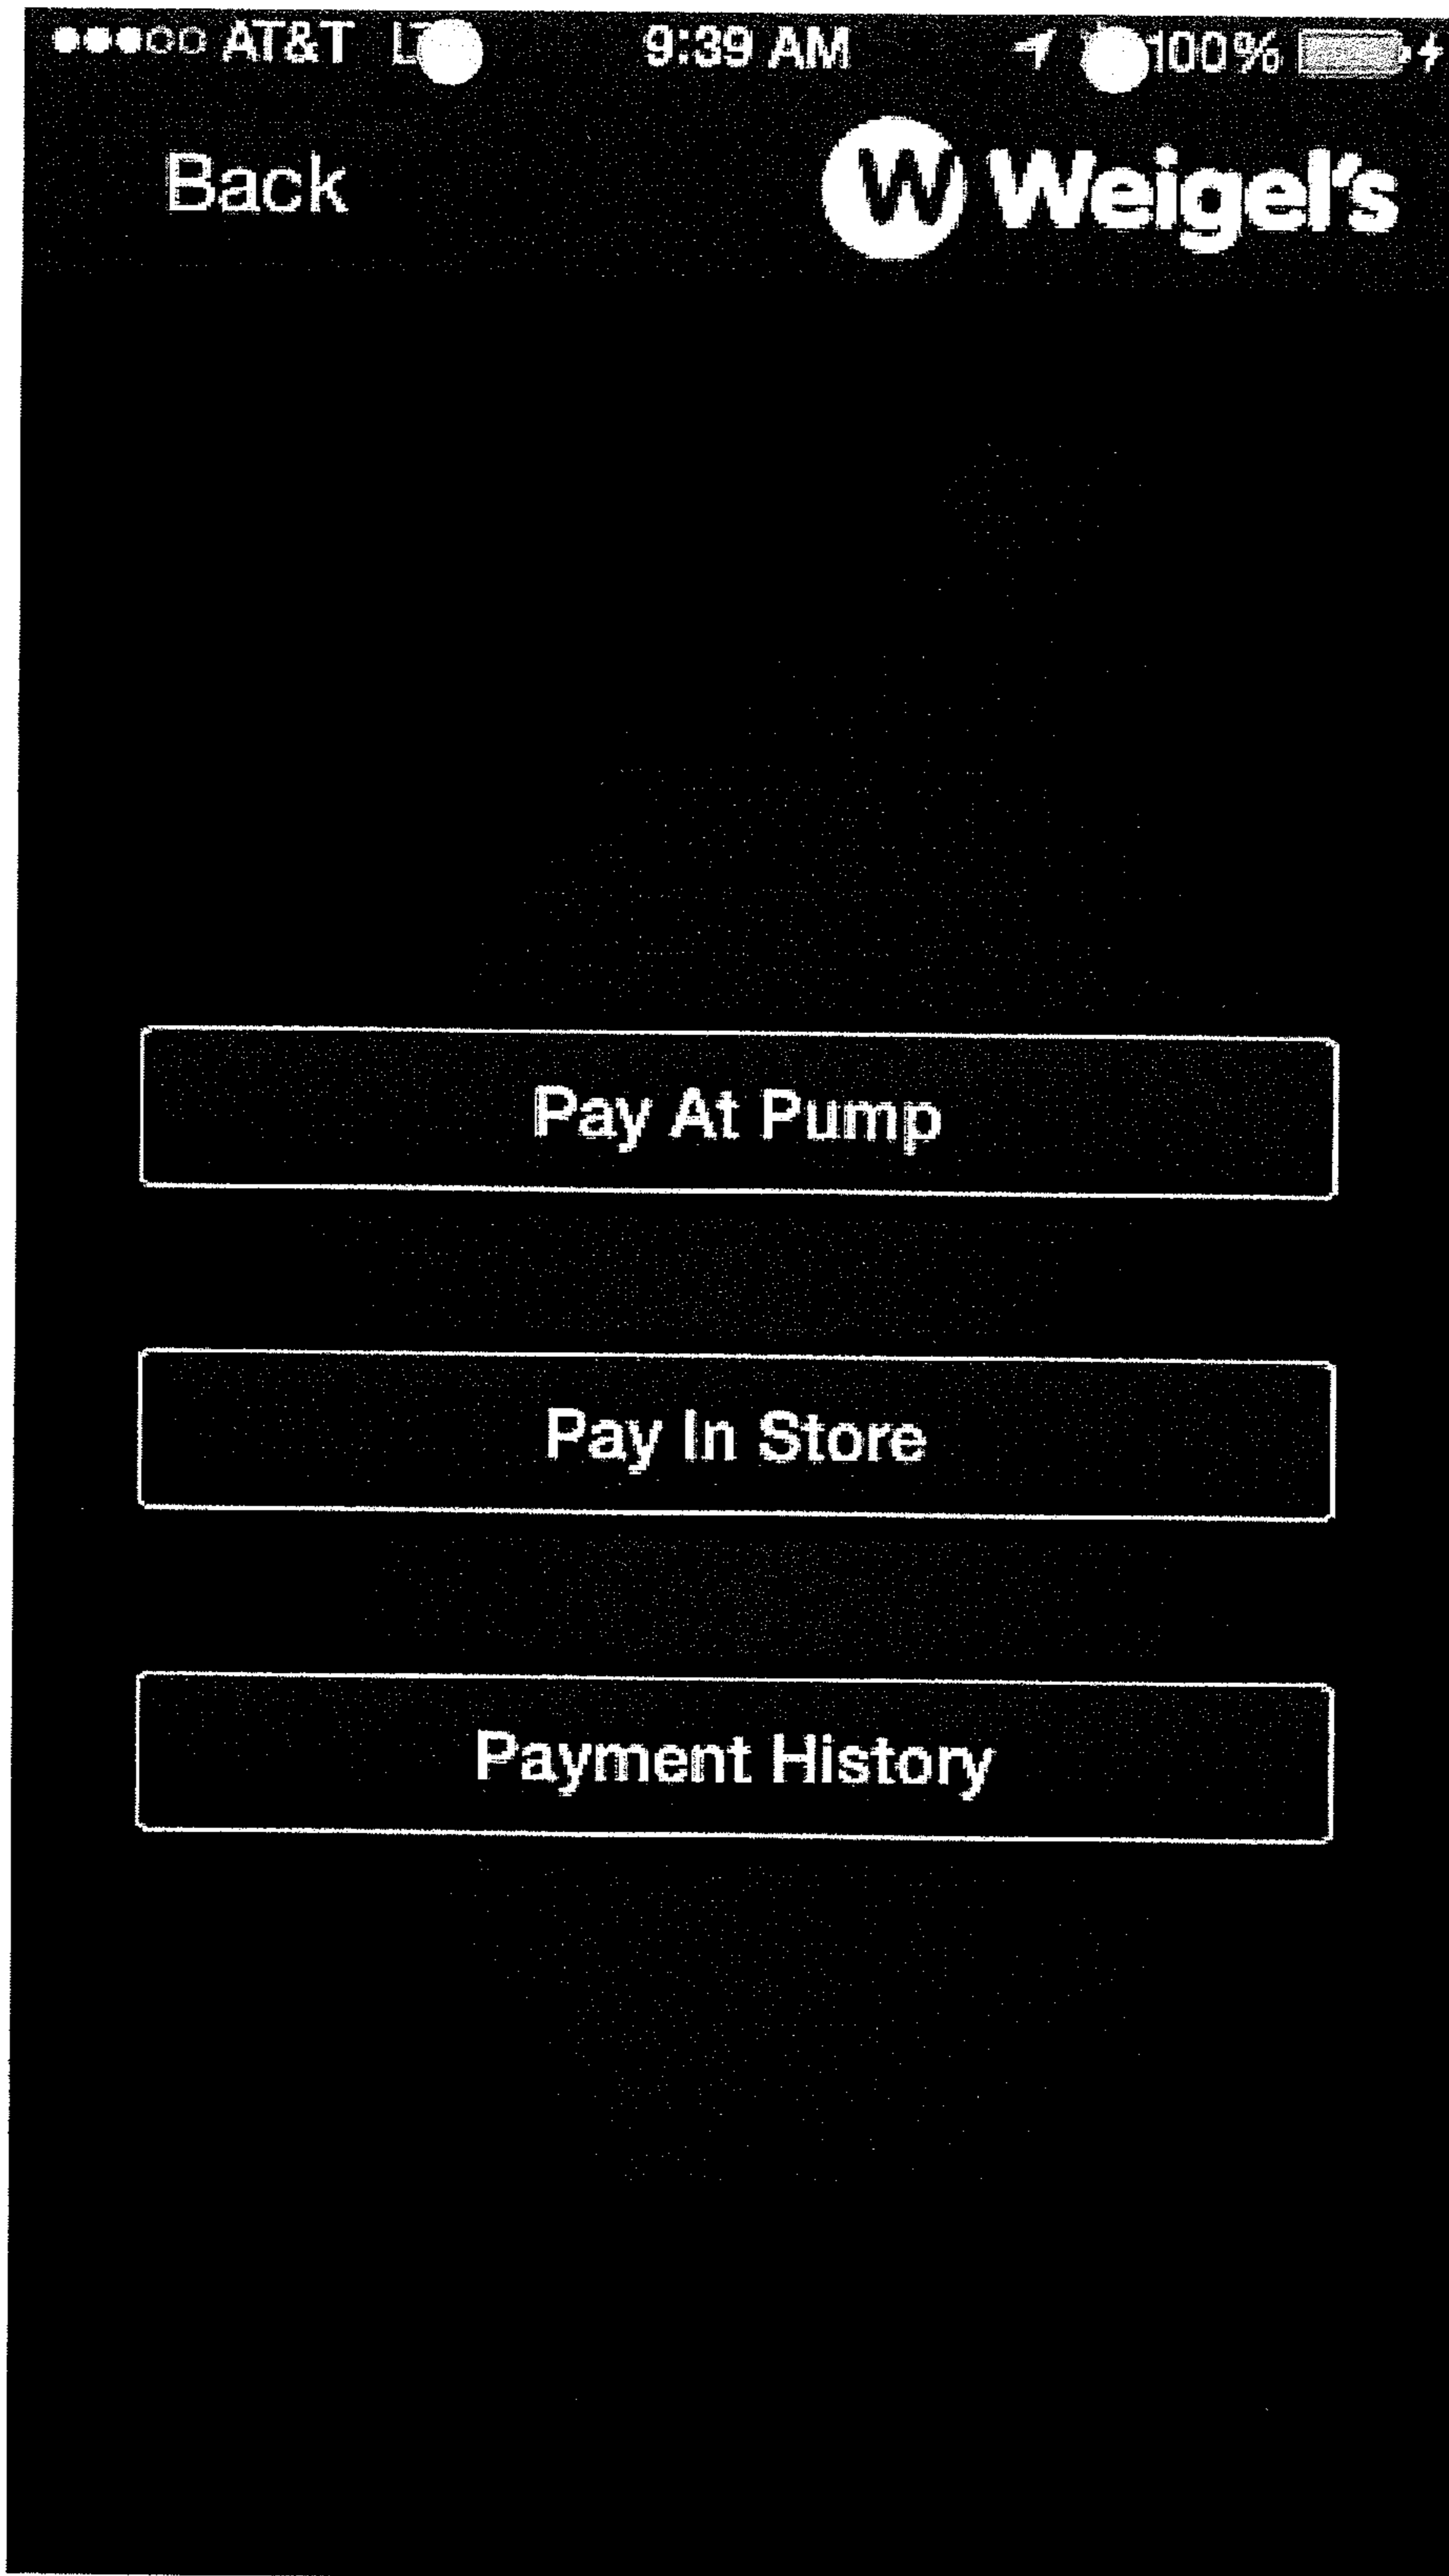 AT&T
9:39 AM
100%
Back
W Weigel's
Pay At Pump
Pay In Store
Payment History